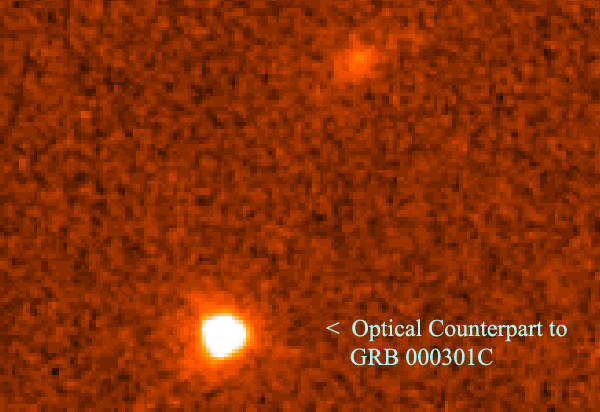 < Optical Counterpart to
GRB 000301C